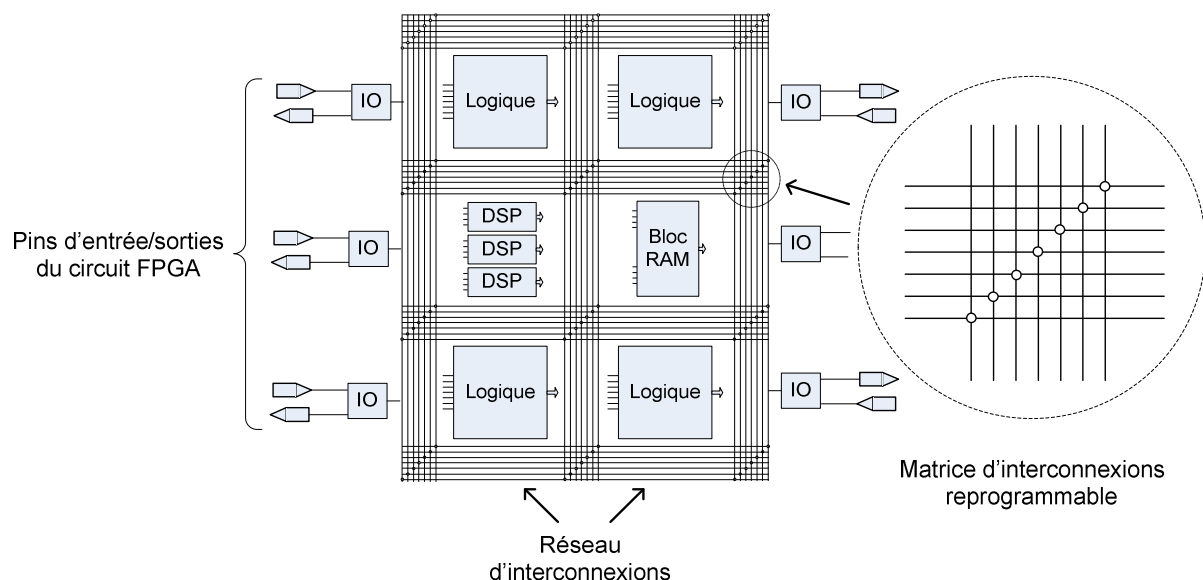 IO
Logique
Logique
IO
Pins d'entrée/sorties
du circuit FPGA
IO
DSP
DSP
DSP
Bloc
RAM
IO
IO
Logique
Logique
IO
Matrice d'interconnexions
reprogrammable
Réseau
d'interconnexions